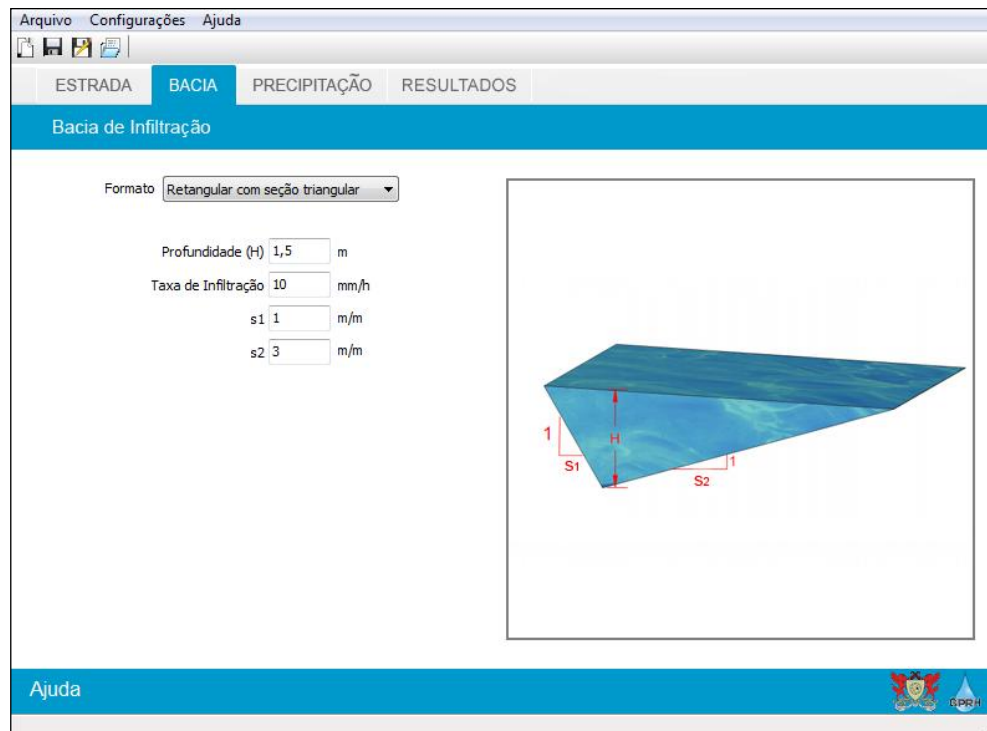 Arquivo Configurações Ajuda
ESTRADA BACIA PRECIPITAÇÃO RESULTADOS
Bacia de Infiltração
Formato Retangular com seção triangular
Profundidade (H) 1,5 m
Taxa de Infiltração 10 mm/h
s1 1 m/m
s2 3 m/m
1
H
S1
1
S2
Ajuda
GPRH